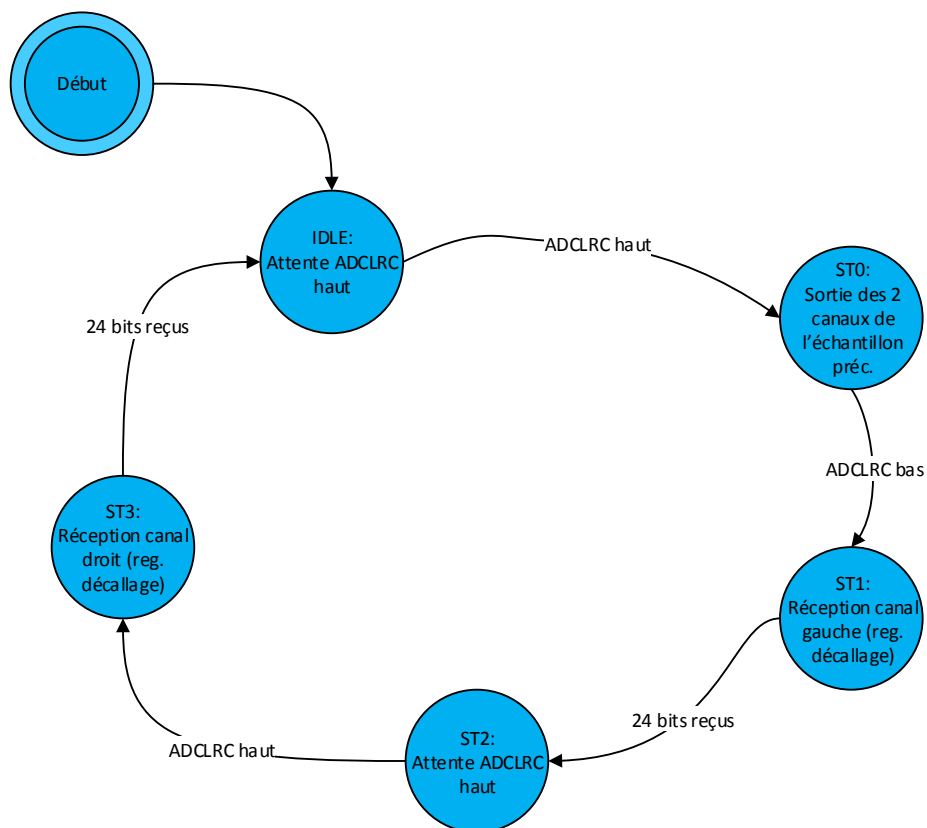 Début
IDLE:
Attente ADCLRC
haut
ADCLRC haut
ST0:
Sortie des 2
canaux de
l'échantillon
préc.
ADCLRC bas
ST1:
Réception canal
gauche (reg.
décallage)
24 bits reçus
ST2:
Attente ADCLRC
haut
ADCLRC haut
ST3:
Réception canal
droit (reg.
décallage)
24 bits reçus